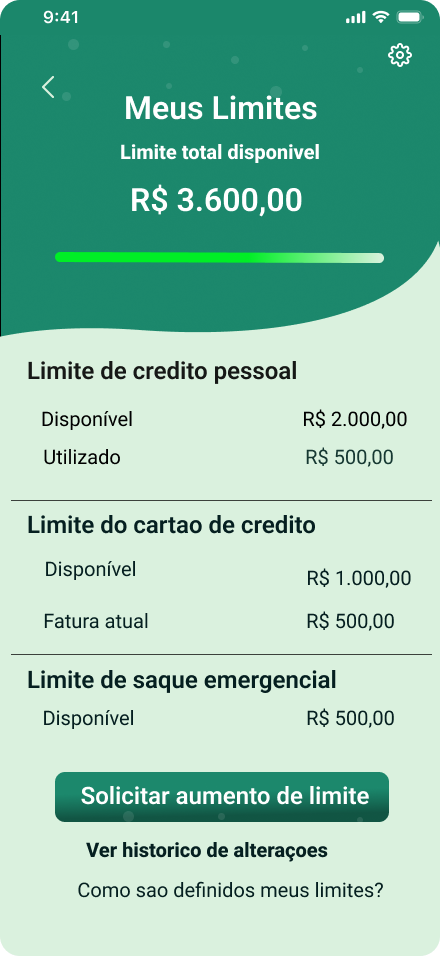 9:41
Meus Limites
Limite total disponivel
R$ 3.600,00
Limite de credito pessoal
Disponível R$ 2.000,00
Utilizado R$ 500,00
Limite do cartao de credito
Disponível R$ 1.000,00
Fatura atual R$ 500,00
Limite de saque emergencial
Disponível R$ 500,00
Solicitar aumento de limite
Ver historico de alteraçoes
Como sao definidos meus limites?